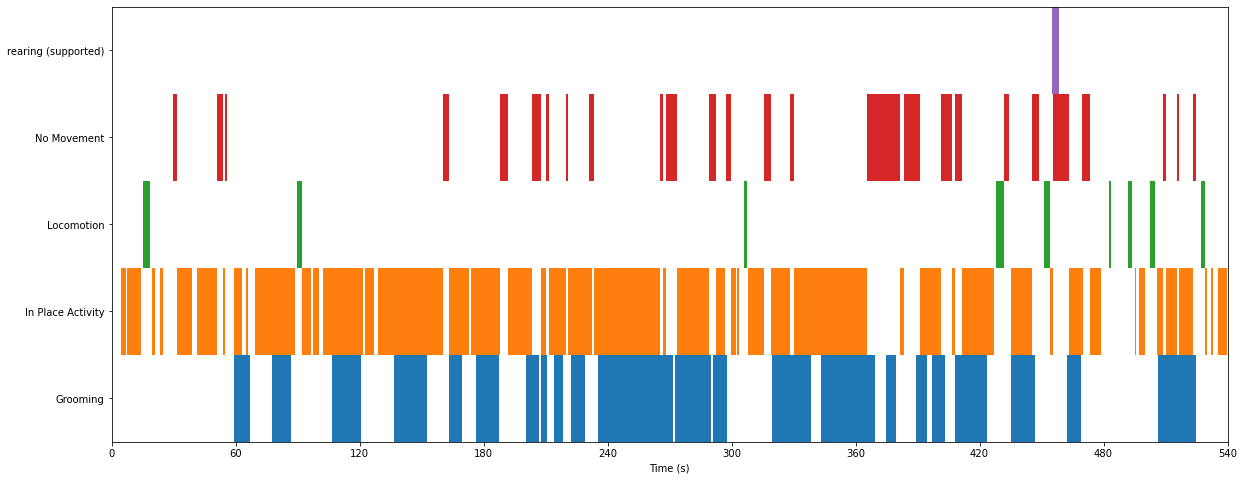 rearing (supported)
No Movement
Locomotion
In Place Activity
Grooming
0 60 120 180 240 300 360 420 480 540
Time (s)